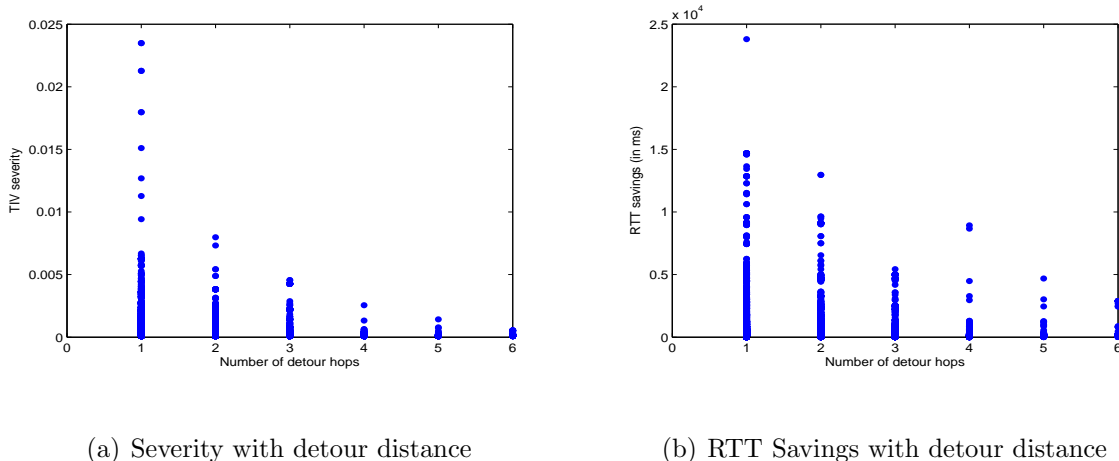 0.025
0.02
0.015
0.01
0.005
0
TIV severity
0 1 2 3 4 5 6
Number of detour hops
x 10^4
2.5
2
1.5
1
0.5
0
RTT savings (in ms)
0 1 2 3 4 5 6
Number of detour hops
(a) Severity with detour distance
(b) RTT Savings with detour distance